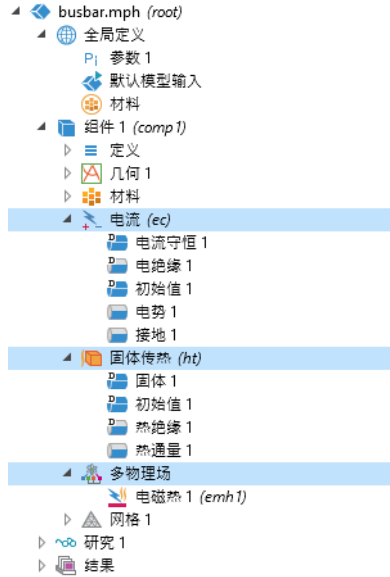 busbar.mph (root)
全局定义
Pi 参数 1
默认模型输入
材料
组件 1 (comp1)
定义
几何 1
材料
电流 (ec)
D 电流守恒 1
D 电绝缘 1
D 初始值 1
电势 1
接地 1
固体传热 (ht)
D 固体 1
D 初始值 1
D 热绝缘 1
热通量 1
多物理场
电磁热 1 (emh1)
网格 1
研究 1
结果